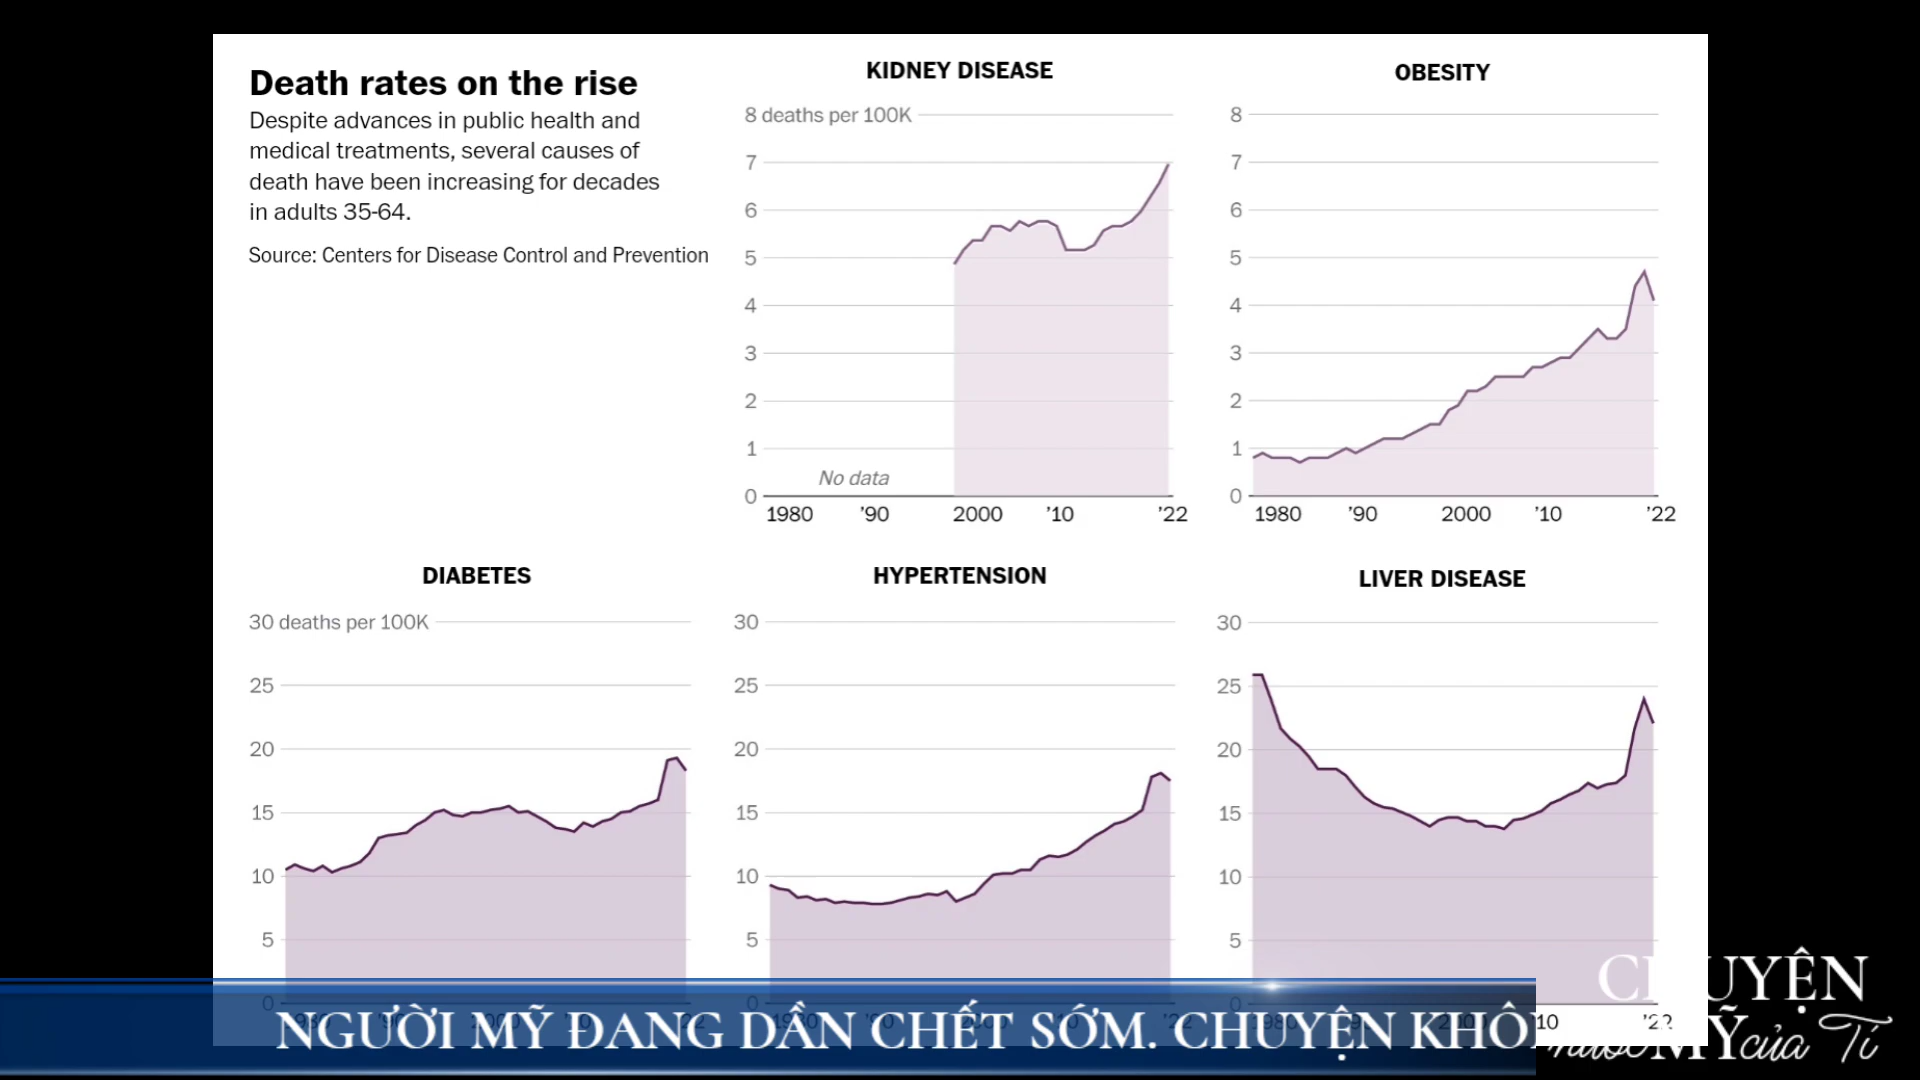 Death rates on the rise
Despite advances in public health and
medical treatments, several causes of
death have been increasing for decades
in adults 35-64.
Source: Centers for Disease Control and Prevention
KIDNEY DISEASE
8 deaths per 100K
7
6
5
4
3
2
1
No data
0
1980 '90 2000 '10 '22
OBESITY
8
7
6
5
4
3
2
1
0
1980 '90 2000 '10 '22
DIABETES
30 deaths per 100K
25
20
15
10
5
0
HYPERTENSION
30
25
20
15
10
5
0
LIVER DISEASE
30
25
20
15
10
5
0
10 '22
NGƯỜI MỸ ĐANG DẦN CHẾT SỚM. CHUYỆN KHÔ
CHUYỆN
MỸ của Tí